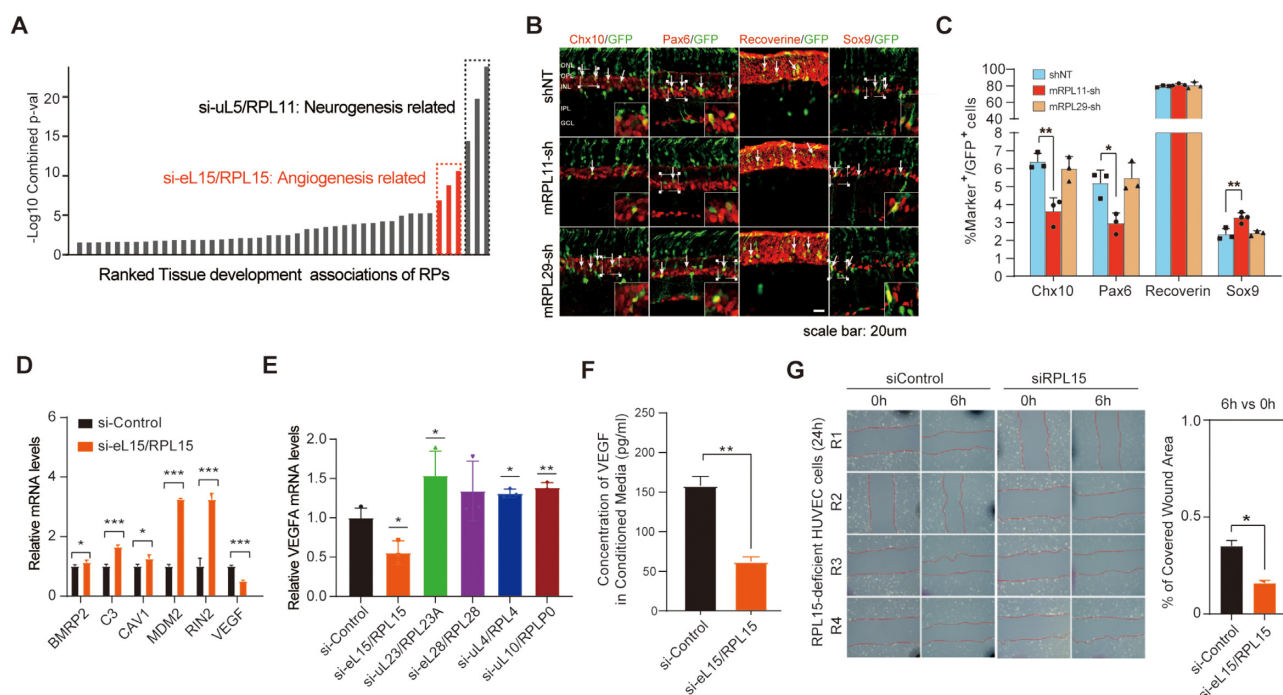 A
-Log10 Combined p-val
25
20
15
10
5
0
si-uL5/RPL11: Neurogenesis related
si-eL15/RPL15: Angiogenesis related
Ranked Tissue development associations of RPs
B
Chx10/GFP Pax6/GFP Recoverine/GFP Sox9/GFP
shNT
mRPL11-sh
mRPL29-sh
ONL
OPL
INL
IPL
GCL
scale bar: 20um
C
%Marker+/GFP+ cells
100
80
60
40
7
6
5
4
3
2
1
0
shNT
mRPL11-sh
mRPL29-sh
** * **
Chx10 Pax6 Recoverin Sox9
D
Relative mRNA levels
6
4
2
0
si-Control
si-eL15/RPL15
* *** * *** *** ***
BMRP2 C3 CAV1 MDM2 RIN2 VEGF
E
Relative VEGFA mRNA levels
2.0
1.5
1.0
0.5
0.0
* * * **
si-Control si-eL15/RPL15 si-uL23/RPL23A si-eL28/RPL28 si-uL4/RPL4 si-uL10/RPLP0
F
Concentration of VEGF
in Conditioned Media (pg/ml)
250
200
150
100
50
0
**
si-Control si-eL15/RPL15
G
siControl siRPL15
0h 6h 0h 6h
RPL15-deficient HUVEC cells (24h)
R1
R2
R3
R4
6h vs 0h
% of Covered Wound Area
1.0
0.5
0.0
*
si-Control si-eL15/RPL15